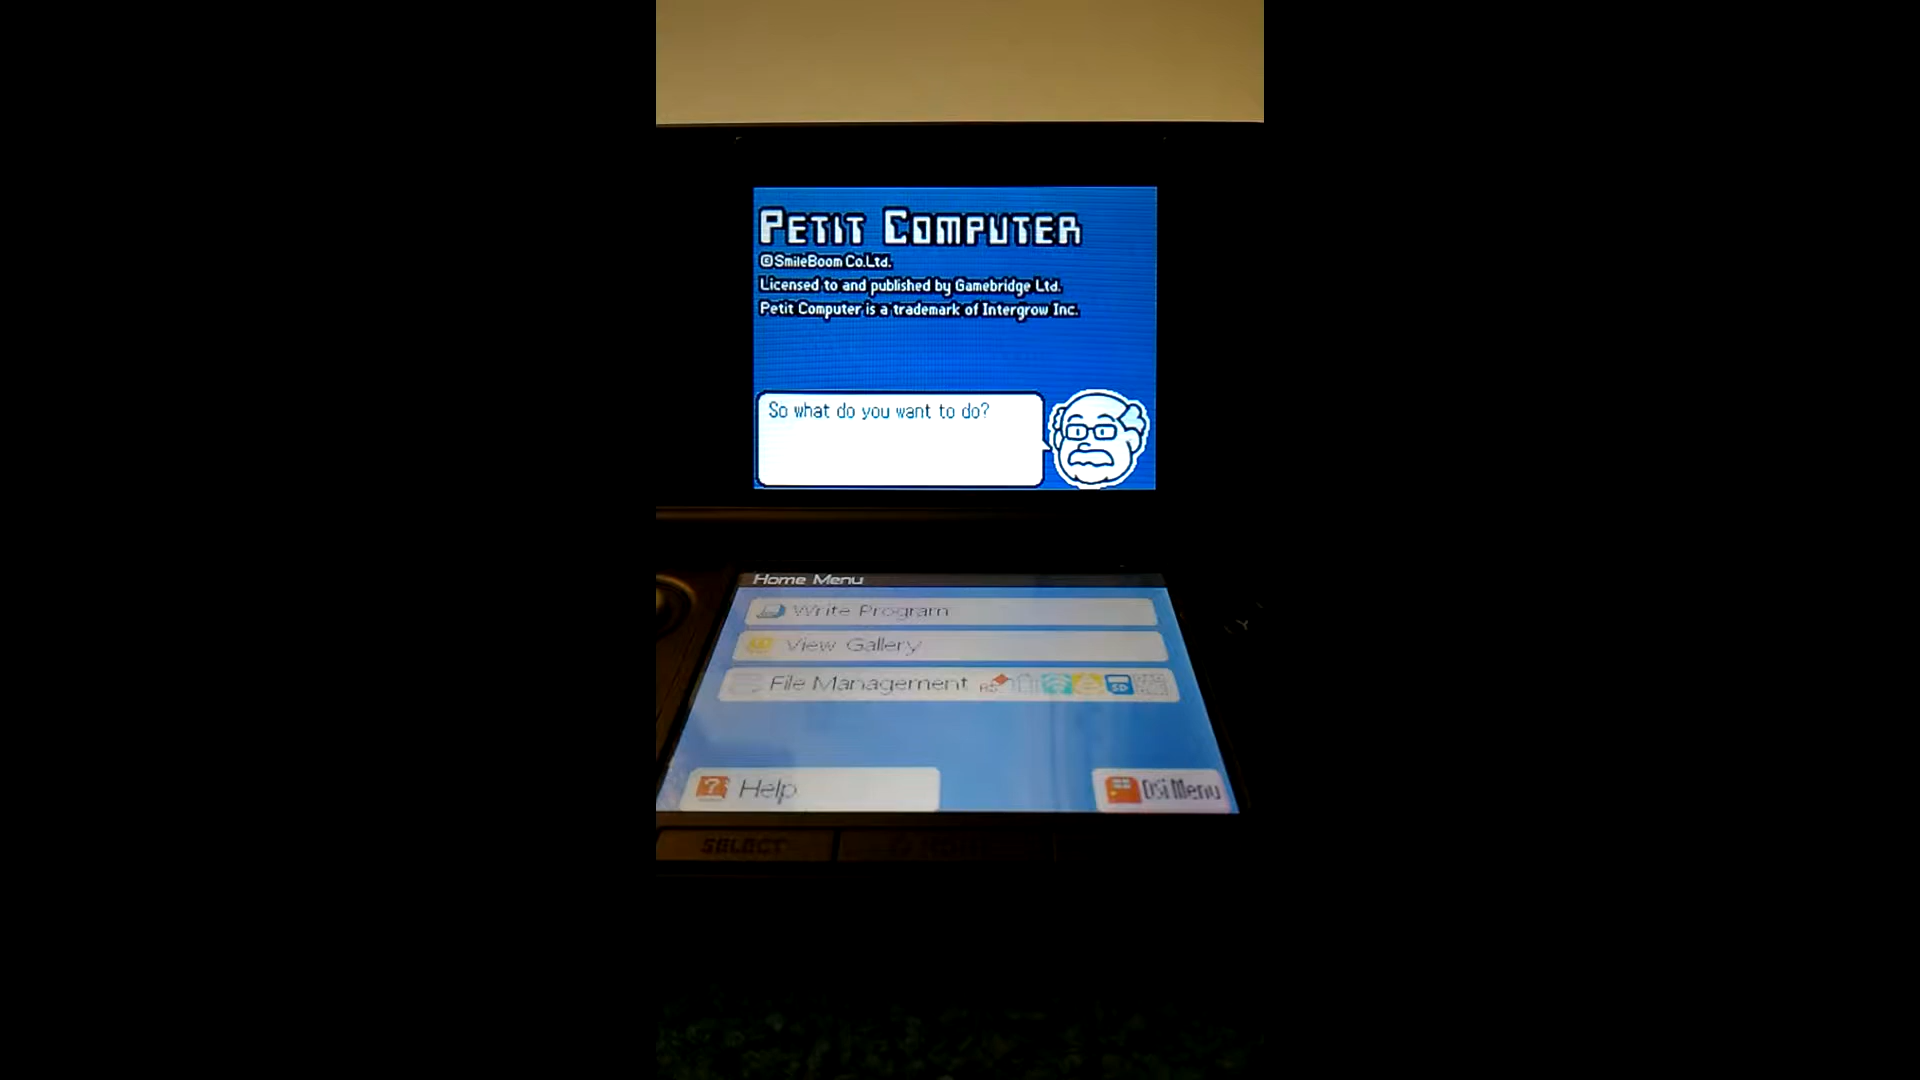 PETIT COMPUTER
©SmileBoom Co.Ltd.
Licensed to and published by Gamebridge Ltd.
Petit Computer is a trademark of Intergrow Inc.
So what do you want to do?
Home Menu
Write Program
View Gallery
File Management
SD
? Help
DSi Menu
SELECT
Y